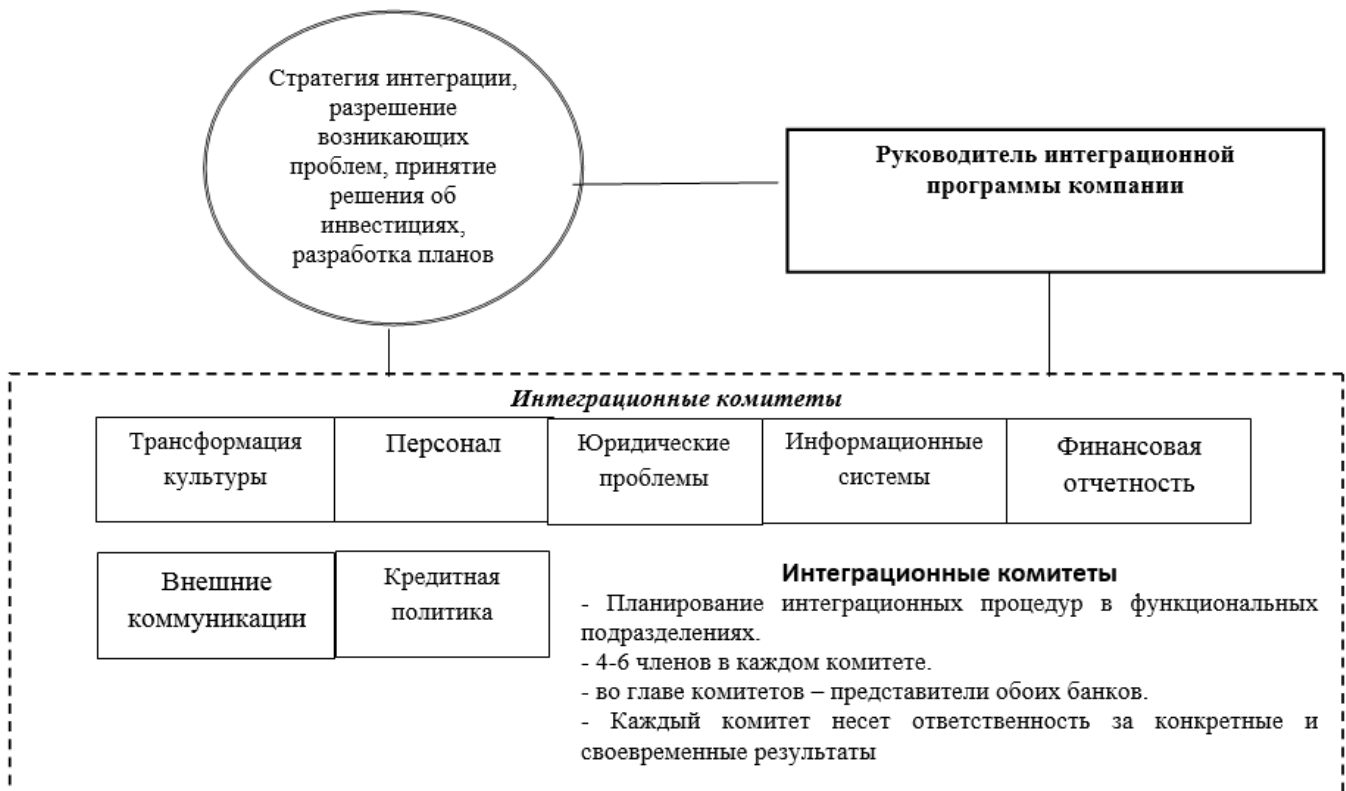 Стратегия интеграции,
разрешение
возникающих
проблем, принятие
решения об
инвестициях,
разработка планов
Руководитель интеграционной
программы компании
Интеграционные комитеты
Трансформация
культуры
Персонал
Юридические
проблемы
Информационные
системы
Финансовая
отчетность
Внешние
коммуникации
Кредитная
политика
Интеграционные комитеты
- Планирование интеграционных процедур в функциональных
подразделениях.
- 4-6 членов в каждом комитете.
- во главе комитетов – представители обоих банков.
- Каждый комитет несет ответственность за конкретные и
своевременные результаты